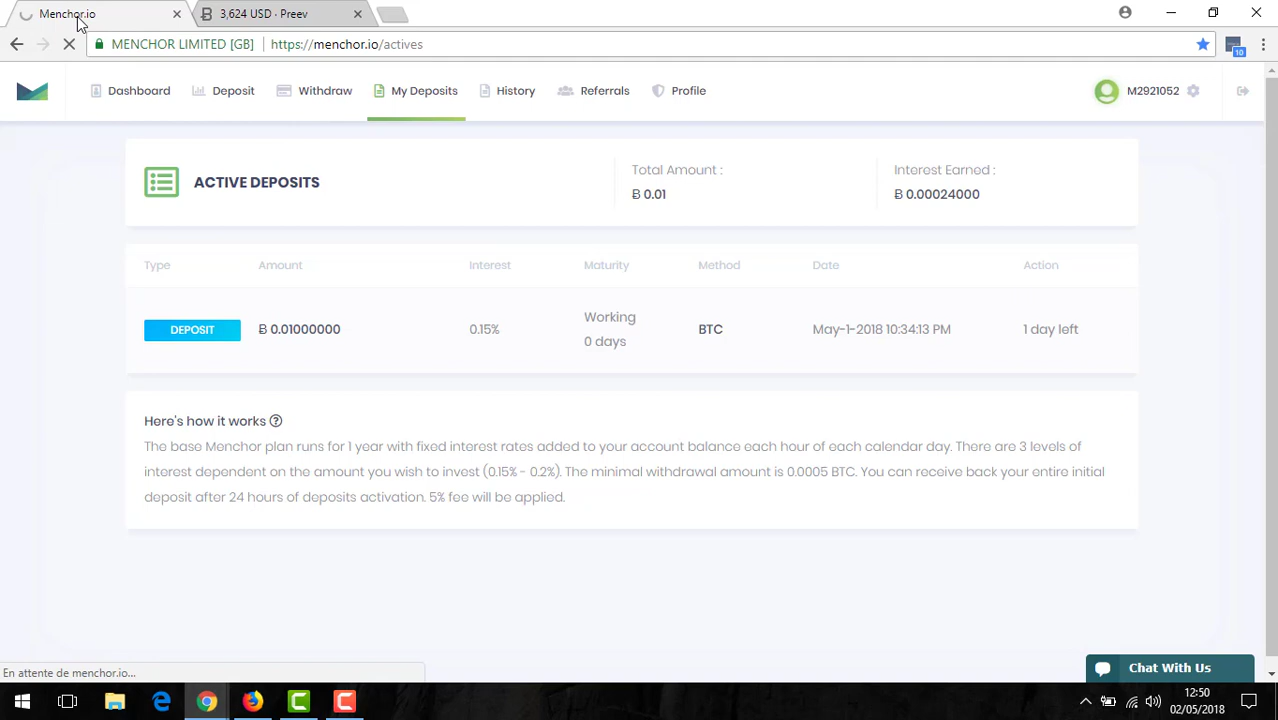 Menchor.io
3,624 USD · Preev
MENCHOR LIMITED [GB]
https://menchor.io/actives
10
Dashboard
Deposit
Withdraw
My Deposits
History
Referrals
Profile
M2921052
ACTIVE DEPOSITS
Total Amount :
Ƀ 0.01
Interest Earned :
Ƀ 0.00024000
Type Amount Interest Maturity Method Date Action
DEPOSIT
Ƀ 0.01000000
0.15%
Working
0 days
BTC
May-1-2018 10:34:13 PM
1 day left
Here's how it works
The base Menchor plan runs for 1 year with fixed interest rates added to your account balance each hour of each calendar day. There are 3 levels of
interest dependent on the amount you wish to invest (0.15% - 0.2%). The minimal withdrawal amount is 0.0005 BTC. You can receive back your entire initial
deposit after 24 hours of deposits activation. 5% fee will be applied.
Chat With Us
En attente de menchor.io...
12:50
02/05/2018